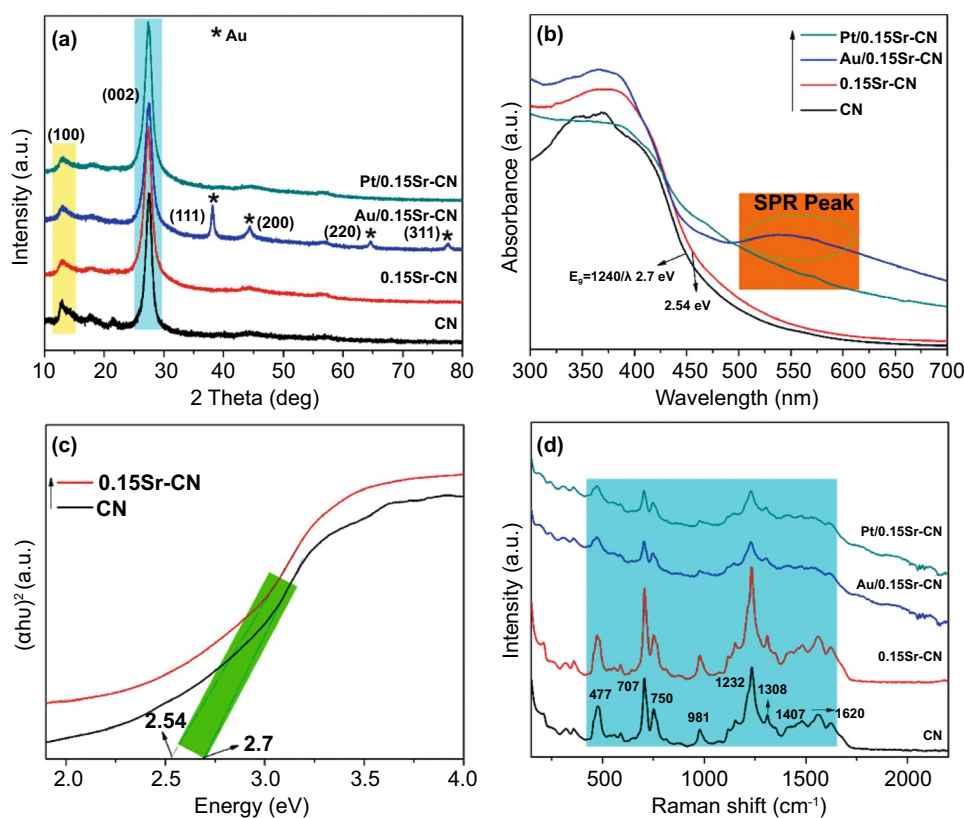 (a)
* Au
(002)
(100)
Pt/0.15Sr-CN
Au/0.15Sr-CN
(111)
* * (200)
(220) * (311) *
0.15Sr-CN
CN
Intensity (a.u.)
10 20 30 40 50 60 70 80
2 Theta (deg)
(b)
Pt/0.15Sr-CN
Au/0.15Sr-CN
0.15Sr-CN
CN
SPR Peak
E_g=1240/λ 2.7 eV
2.54 eV
Absorbance (a.u.)
300 350 400 450 500 550 600 650 700
Wavelength (nm)
(c)
0.15Sr-CN
CN
2.54
2.7
(αhυ)²(a.u.)
2.0 2.5 3.0 3.5 4.0
Energy (eV)
(d)
Pt/0.15Sr-CN
Au/0.15Sr-CN
0.15Sr-CN
477 707 750 981 1232 1308 1407 1620
CN
Intensity (a.u.)
500 1000 1500 2000
Raman shift (cm⁻¹)